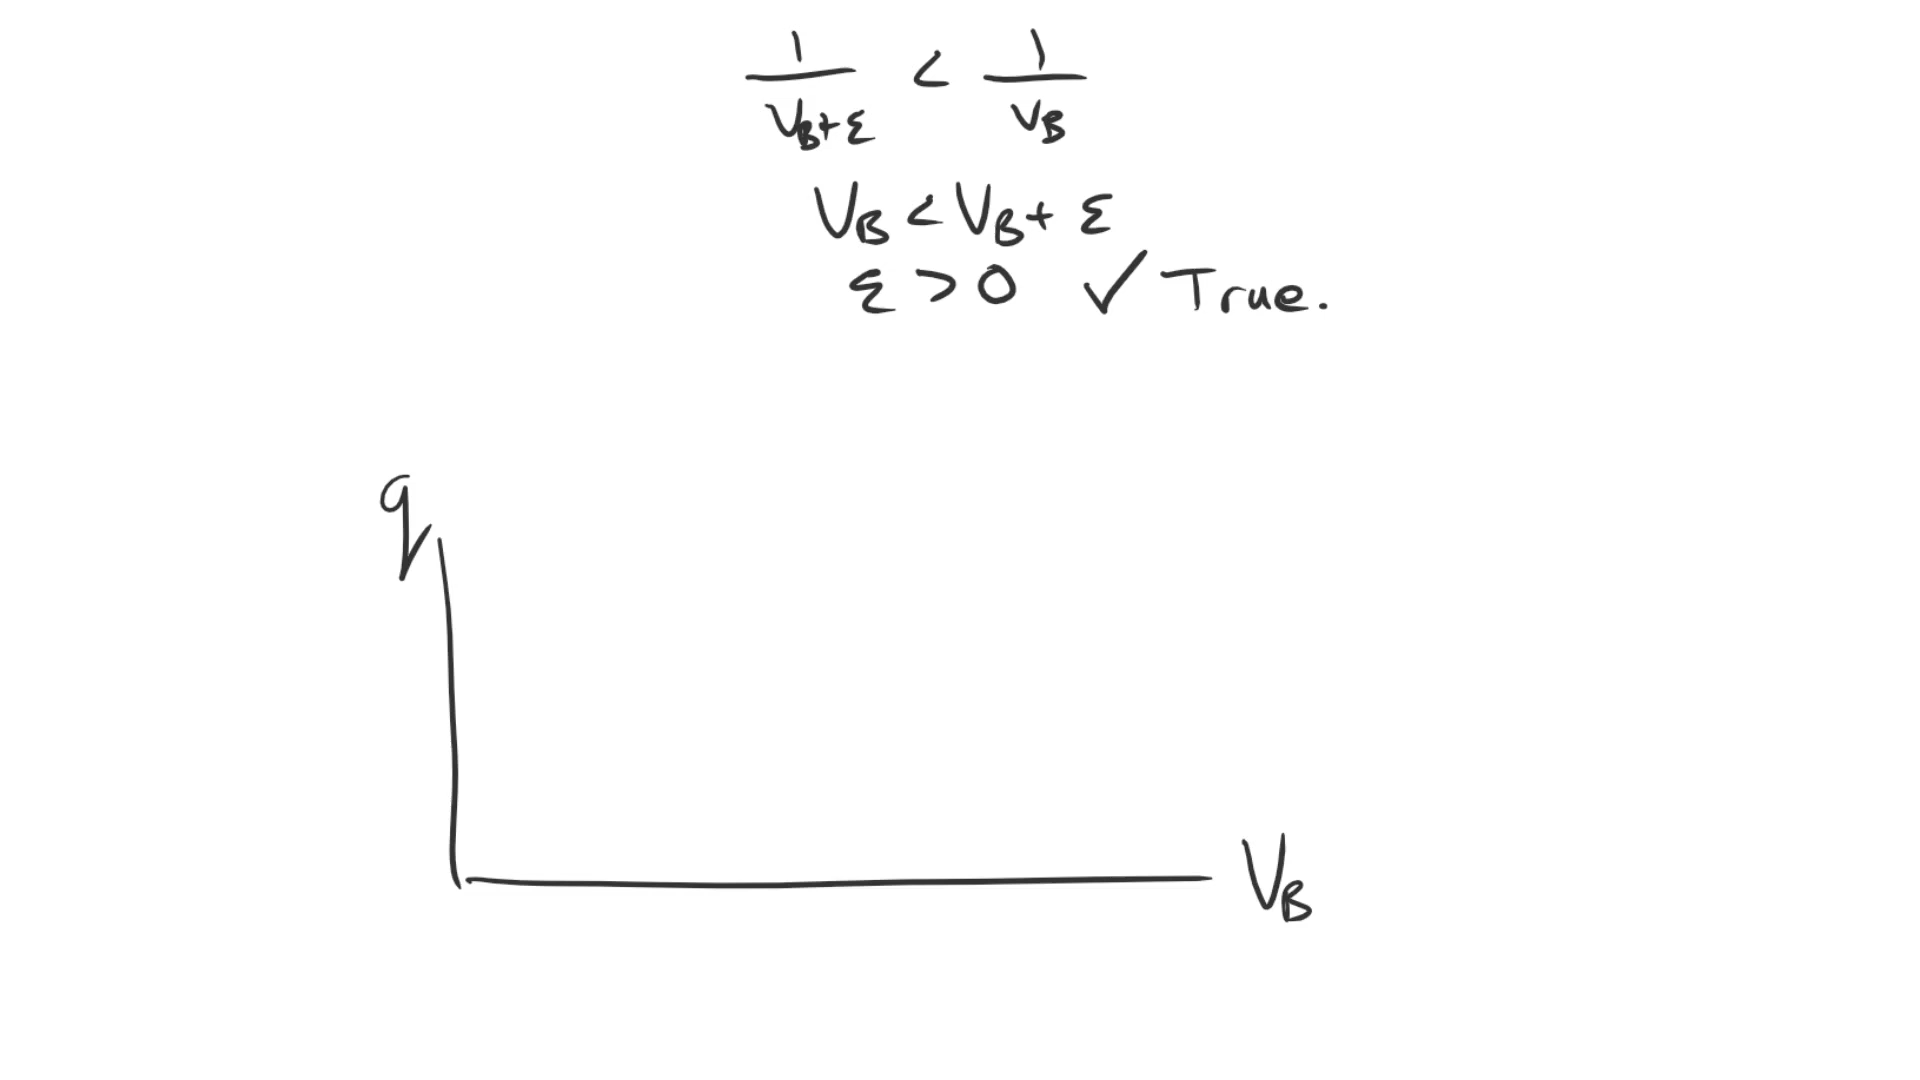 1/(V_B+ε) < 1/V_B
V_B < V_B + ε
ε > 0 ✓ True.
q
V_B